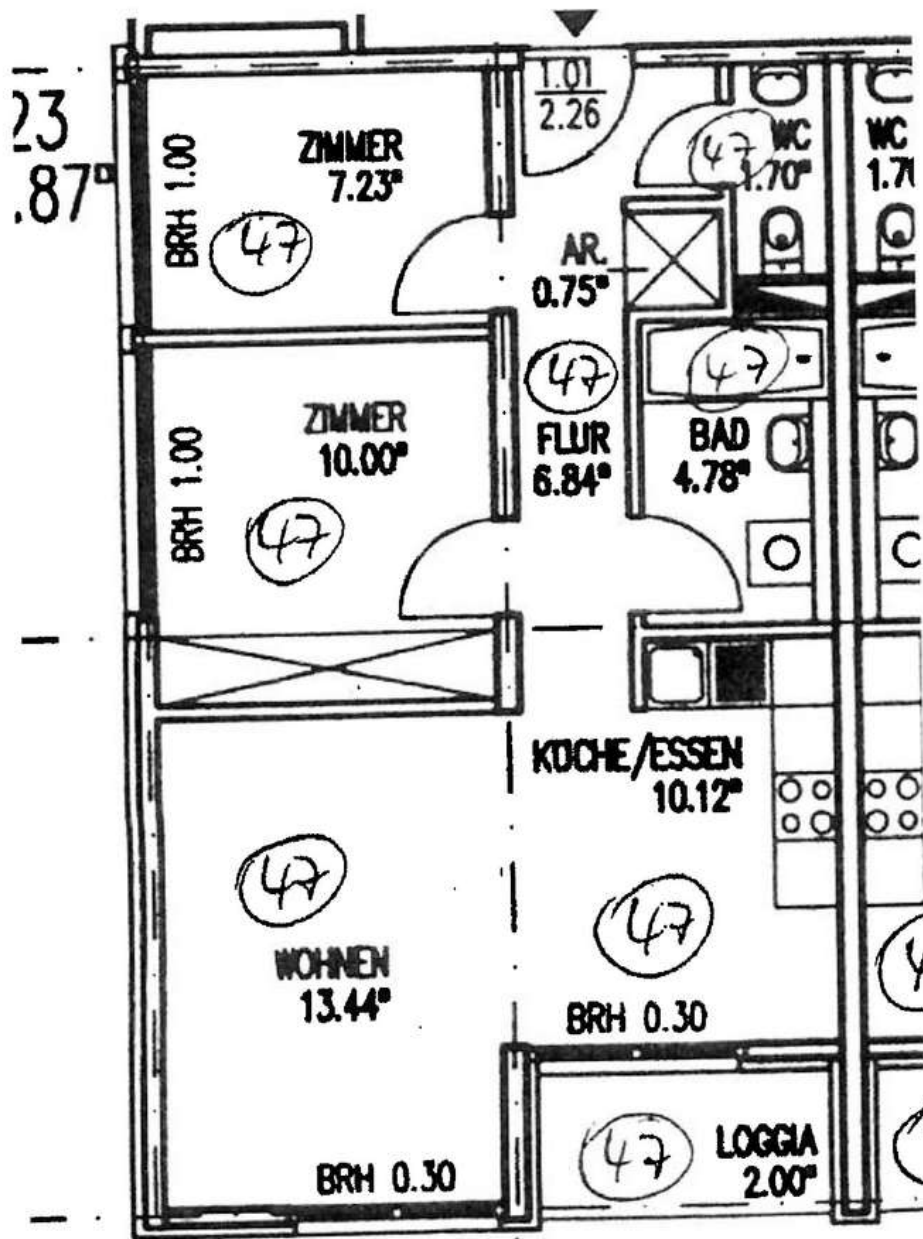 23
.87
1.01
2.26
ZIMMER
7.23
BRH 1.00
47
WC
1.70
47
WC
AR.
0.75
47
FLUR
6.84
47
BAD
4.78
ZIMMER
10.00
BRH 1.00
47
KÜCHE/ESSEN
10.12
47
47
WOHNEN
13.44
BRH 0.30
BRH 0.30
47
LOGGIA
2.00